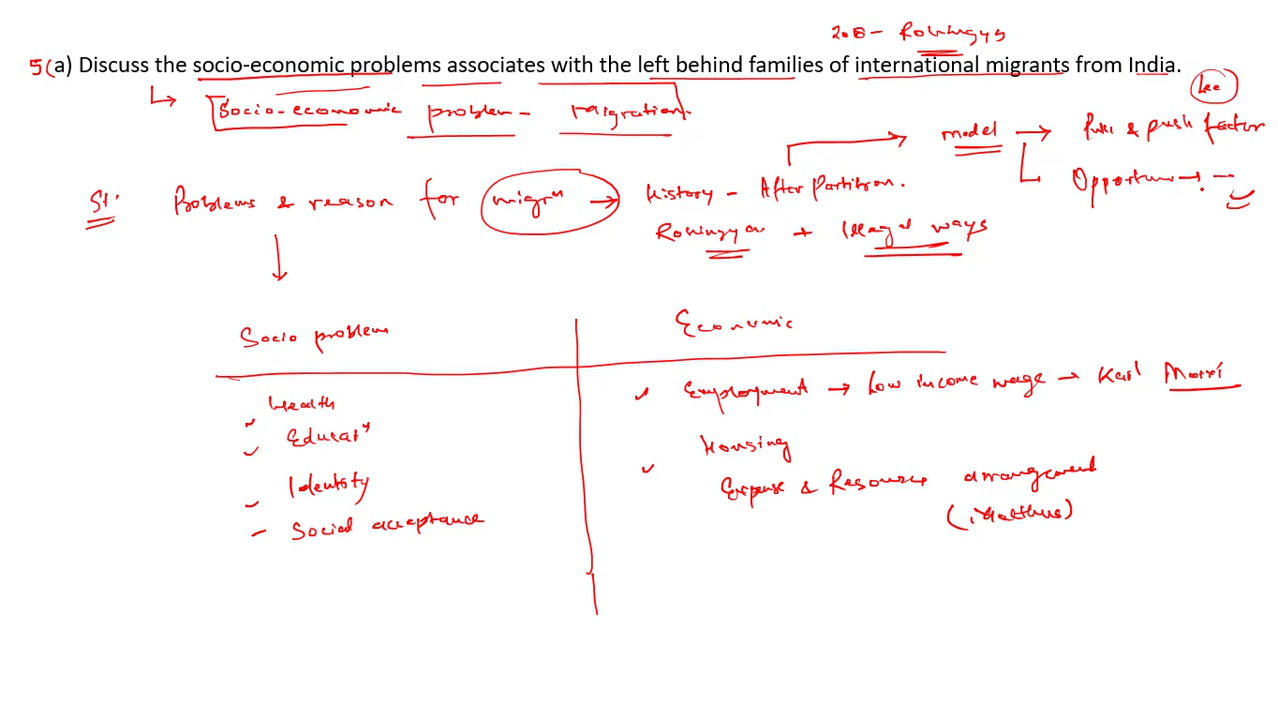 208 - Rohingya
5(a) Discuss the socio-economic problems associates with the left behind families of international migrants from India.
Socio-economic problem - migration.
Lee
model → Pull & push factor
Opportun
St: Problems & reason for migrⁿ → History - After Partition.
Rohingya + Illegal ways
Socio problem
Economic
Health
Employment → Low income wage → Karl Marx
Educatⁿ
Housing
Identity
Expense & Resources arrangement
Social acceptance
(Malthus)